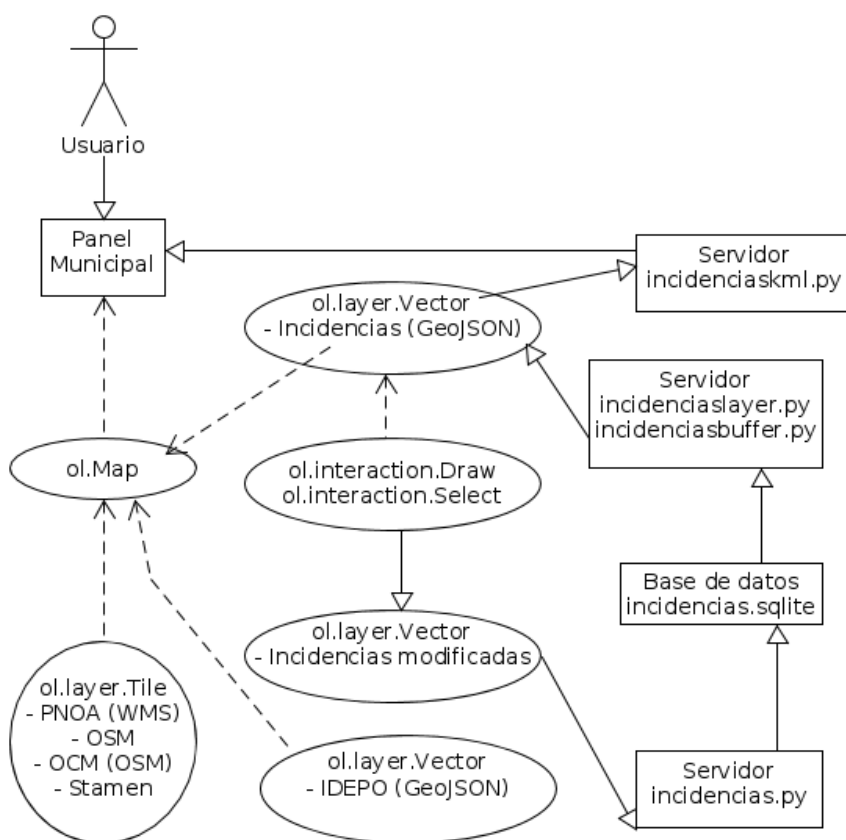 Usuario
Panel
Municipal
Servidor
incidenciaskml.py
ol.layer.Vector
- Incidencias (GeoJSON)
Servidor
incidenciaslayer.py
incidenciasbuffer.py
ol.Map
ol.interaction.Draw
ol.interaction.Select
Base de datos
incidencias.sqlite
ol.layer.Vector
- Incidencias modificadas
ol.layer.Tile
- PNOA (WMS)
- OSM
- OCM (OSM)
- Stamen
ol.layer.Vector
- IDEPO (GeoJSON)
Servidor
incidencias.py